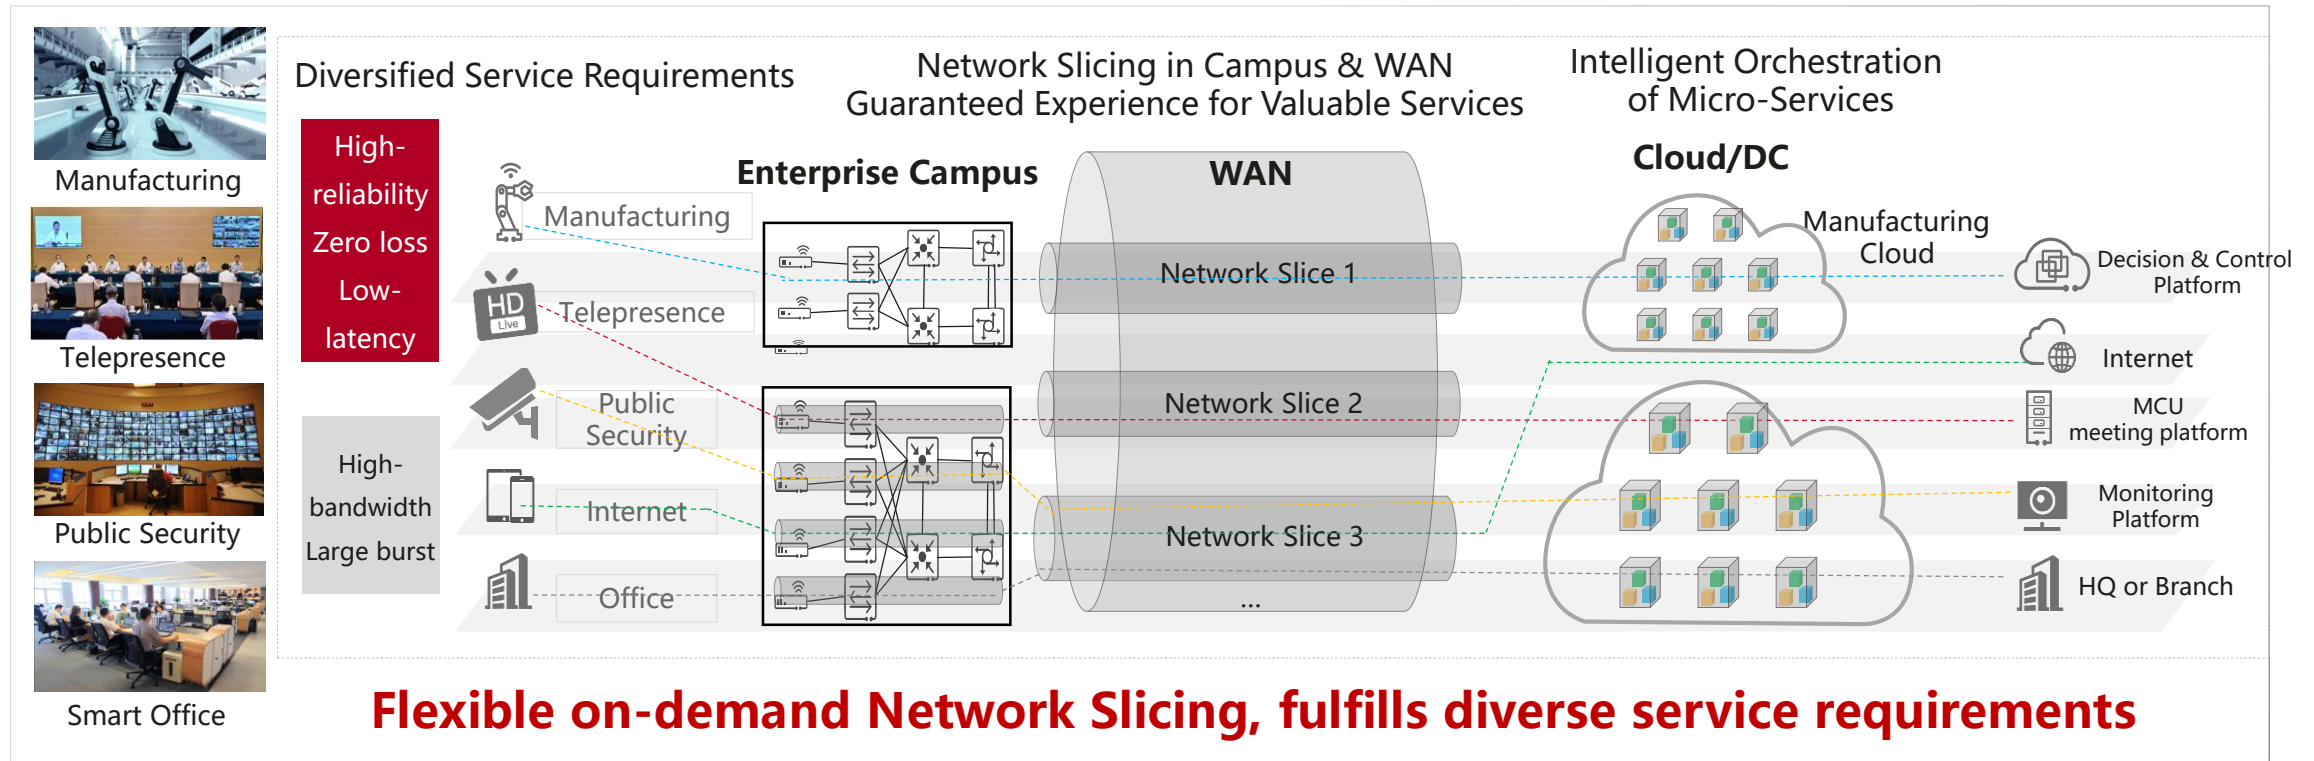 Manufacturing
Telepresence
Public Security
Smart Office
Diversified Service Requirements
High-
reliability
Zero loss
Low-
latency
High-
bandwidth
Large burst
Manufacturing
HD
Live
Telepresence
Public
Security
Internet
Office
Network Slicing in Campus & WAN
Guaranteed Experience for Valuable Services
Enterprise Campus
WAN
Network Slice 1
Network Slice 2
Network Slice 3
...
Intelligent Orchestration
of Micro-Services
Cloud/DC
Manufacturing
Cloud
Decision & Control
Platform
Internet
MCU
meeting platform
Monitoring
Platform
HQ or Branch
Flexible on-demand Network Slicing, fulfills diverse service requirements